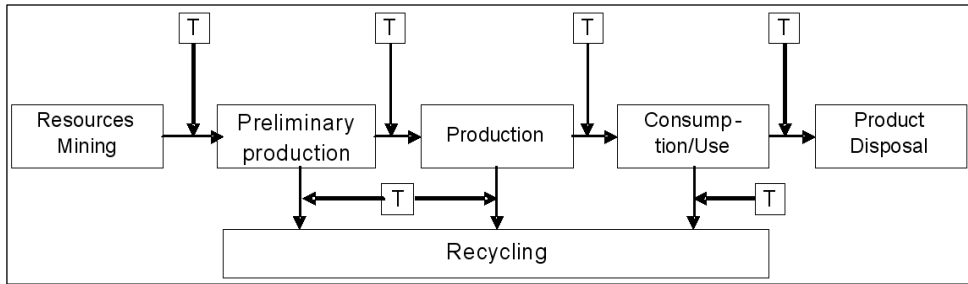 T
T
T
T
Resources
Mining
Preliminary
production
Production
Consump-
tion/Use
Product
Disposal
T
T
Recycling